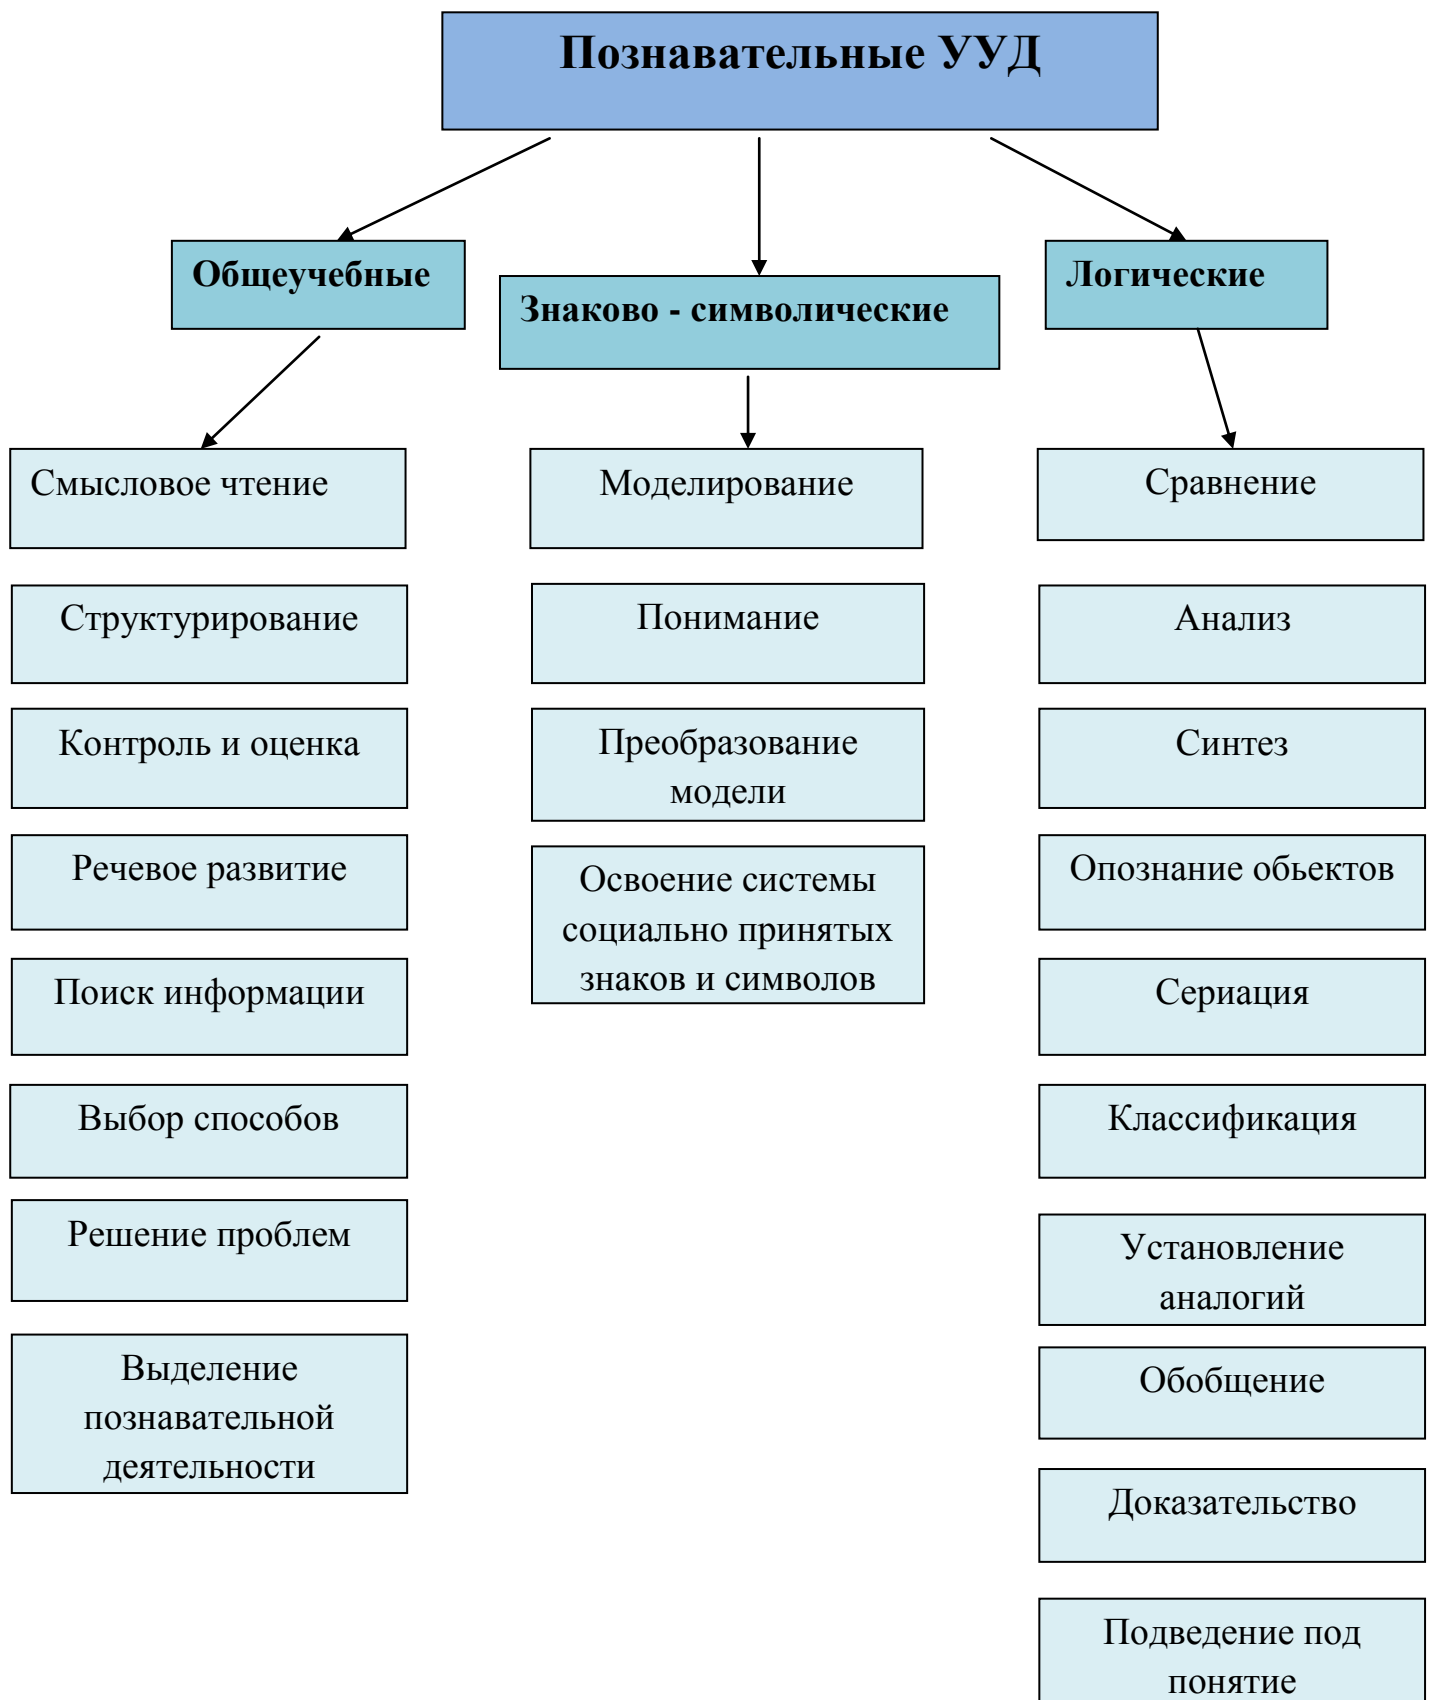 Познавательные УУД
Общеучебные
Знаково - символические
Логические
Смысловое чтение
Структурирование
Контроль и оценка
Речевое развитие
Поиск информации
Выбор способов
Решение проблем
Выделение
познавательной
деятельности
Моделирование
Понимание
Преобразование
модели
Освоение системы
социально принятых
знаков и символов
Сравнение
Анализ
Синтез
Опознание обьектов
Сериация
Классификация
Установление
аналогий
Обобщение
Доказательство
Подведение под
понятие